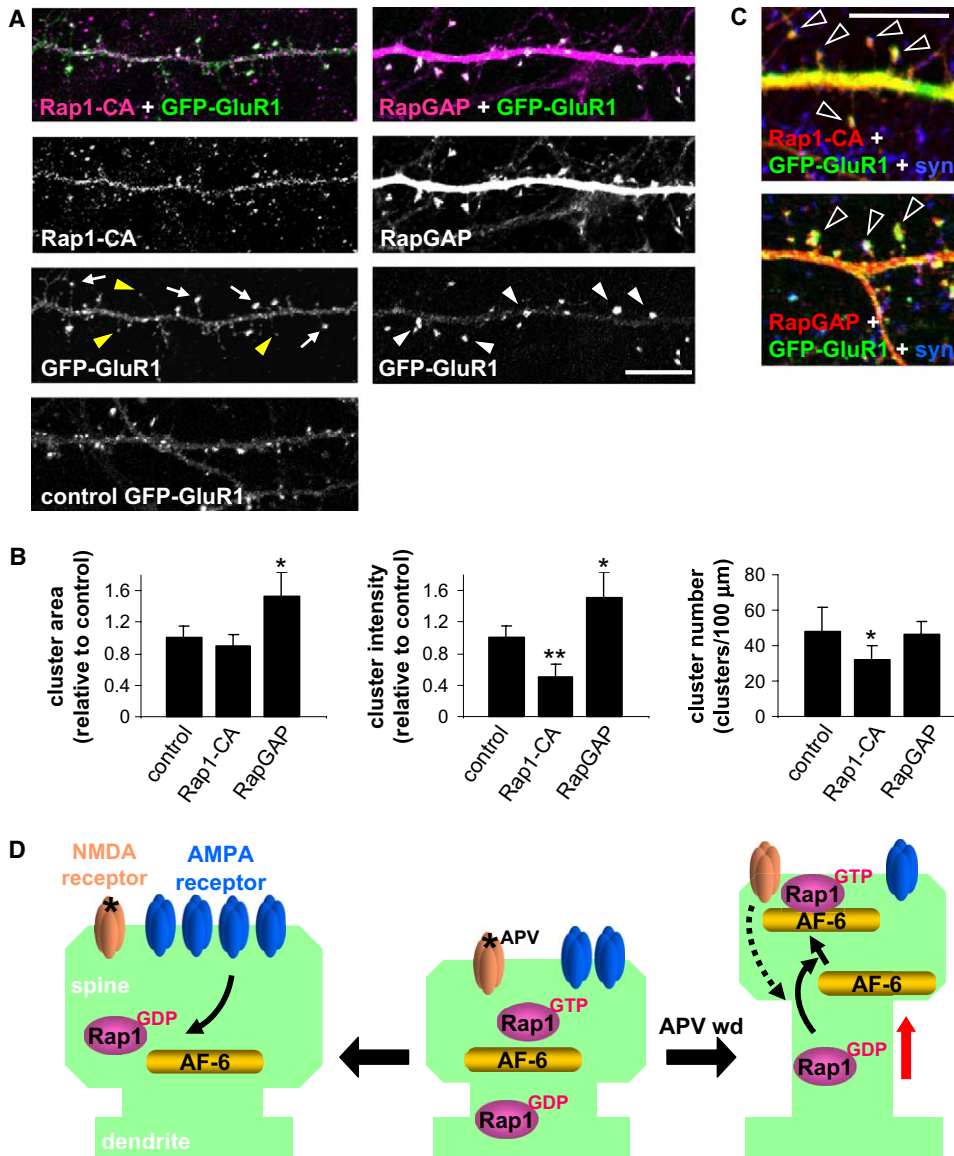 A
Rap1-CA + GFP-GluR1
RapGAP + GFP-GluR1
Rap1-CA
RapGAP
GFP-GluR1
GFP-GluR1
control GFP-GluR1
C
Rap1-CA +
GFP-GluR1 + syn
RapGAP +
GFP-GluR1 + syn
B
cluster area
(relative to control)
1.6
1.2
0.8
0.4
0
*
control
Rap1-CA
RapGAP
cluster intensity
(relative to control)
1.6
1.2
0.8
0.4
0
**
*
control
Rap1-CA
RapGAP
cluster number
(clusters/100 μm)
80
60
40
20
0
*
control
Rap1-CA
RapGAP
D
NMDA
receptor
AMPA
receptor
*
spine
Rap1
GDP
AF-6
dendrite
*
APV
Rap1
GTP
AF-6
Rap1
GDP
APV wd
Rap1
GTP
AF-6
AF-6
Rap1
GDP